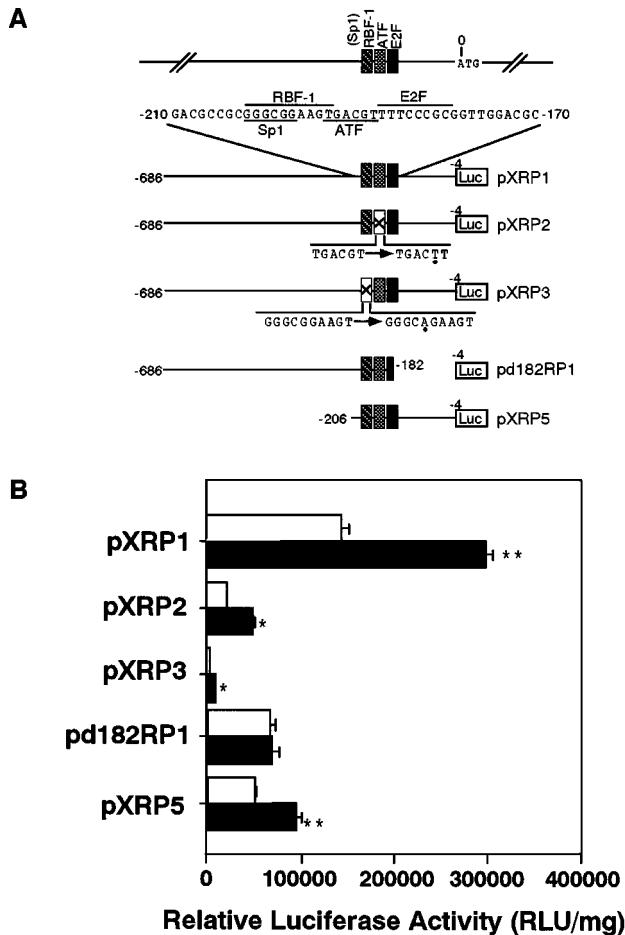 A
(Sp1)
RBF-1
ATF
E2F
0
ATG
RBF-1 E2F
-210 GACGCCGCGGGGCGGAAGTGACGTTTTCCCGCGGTTGGACGC -170
Sp1 ATF
-686 -4 Luc pXRP1
-686 -4 Luc pXRP2
TGACGT TGACTT
-686 -4 Luc pXRP3
GGGCGGAAGT GGGCAGAAGT
-686 -182 -4 Luc pd182RP1
-206 -4 Luc pXRP5
B
pXRP1 **
pXRP2 *
pXRP3 *
pd182RP1
pXRP5 **
0 100000 200000 300000 400000
Relative Luciferase Activity (RLU/mg)